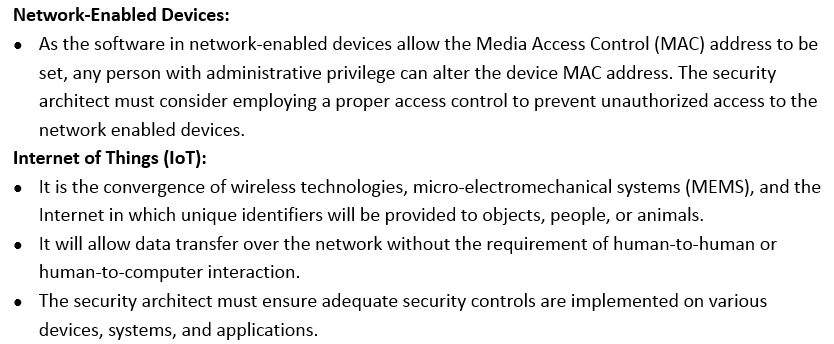 Network-Enabled Devices:
• As the software in network-enabled devices allow the Media Access Control (MAC) address to be
set, any person with administrative privilege can alter the device MAC address. The security
architect must consider employing a proper access control to prevent unauthorized access to the
network enabled devices.
Internet of Things (IoT):
• It is the convergence of wireless technologies, micro-electromechanical systems (MEMS), and the
Internet in which unique identifiers will be provided to objects, people, or animals.
• It will allow data transfer over the network without the requirement of human-to-human or
human-to-computer interaction.
• The security architect must ensure adequate security controls are implemented on various
devices, systems, and applications.